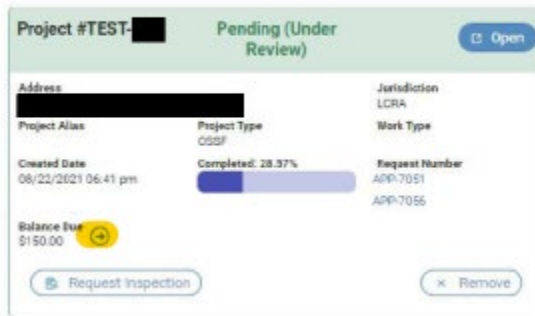 Project #TEST-
Pending (Under
Review)
Open
Address
Jurisdiction
LCRA
Project Alias
Project Type
OSSF
Work Type
Created Date
08/22/2021 06:41 pm
Completed: 28.57%
Request Number
APP-7051
APP-7056
Balance Due
$150.00
Request Inspection
Remove